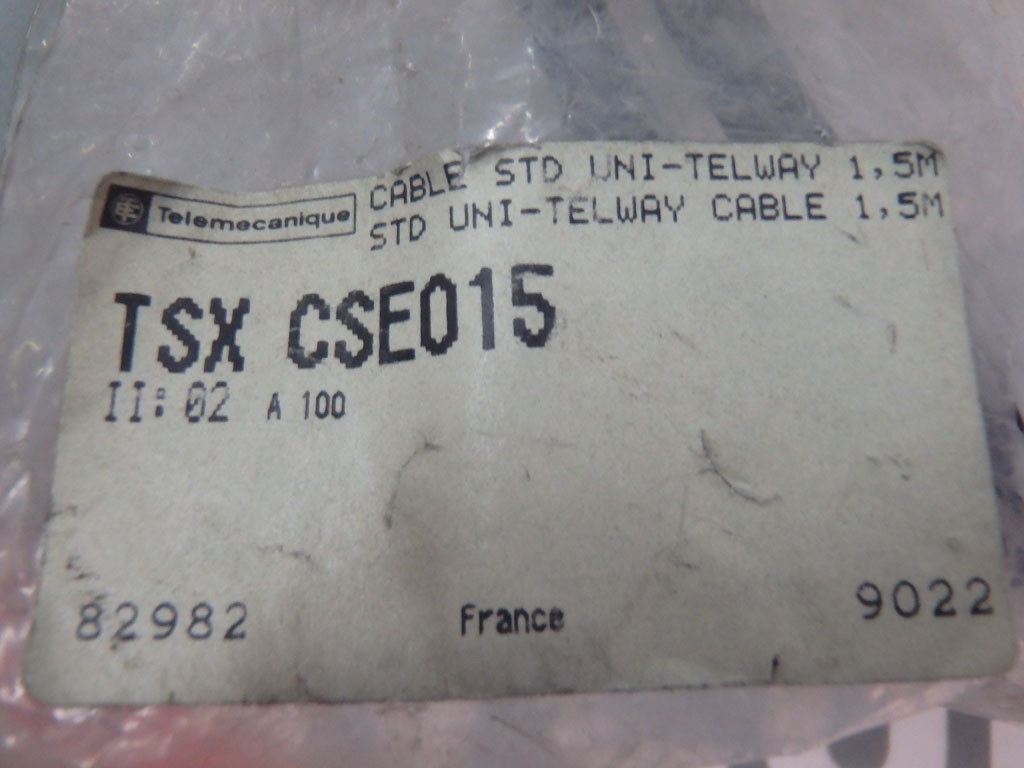 Telemecanique
CABLE STD UNI-TELWAY 1,5M
STD UNI-TELWAY CABLE 1,5M
TSX CSE015
II: 02 A 100
82982 France 9022